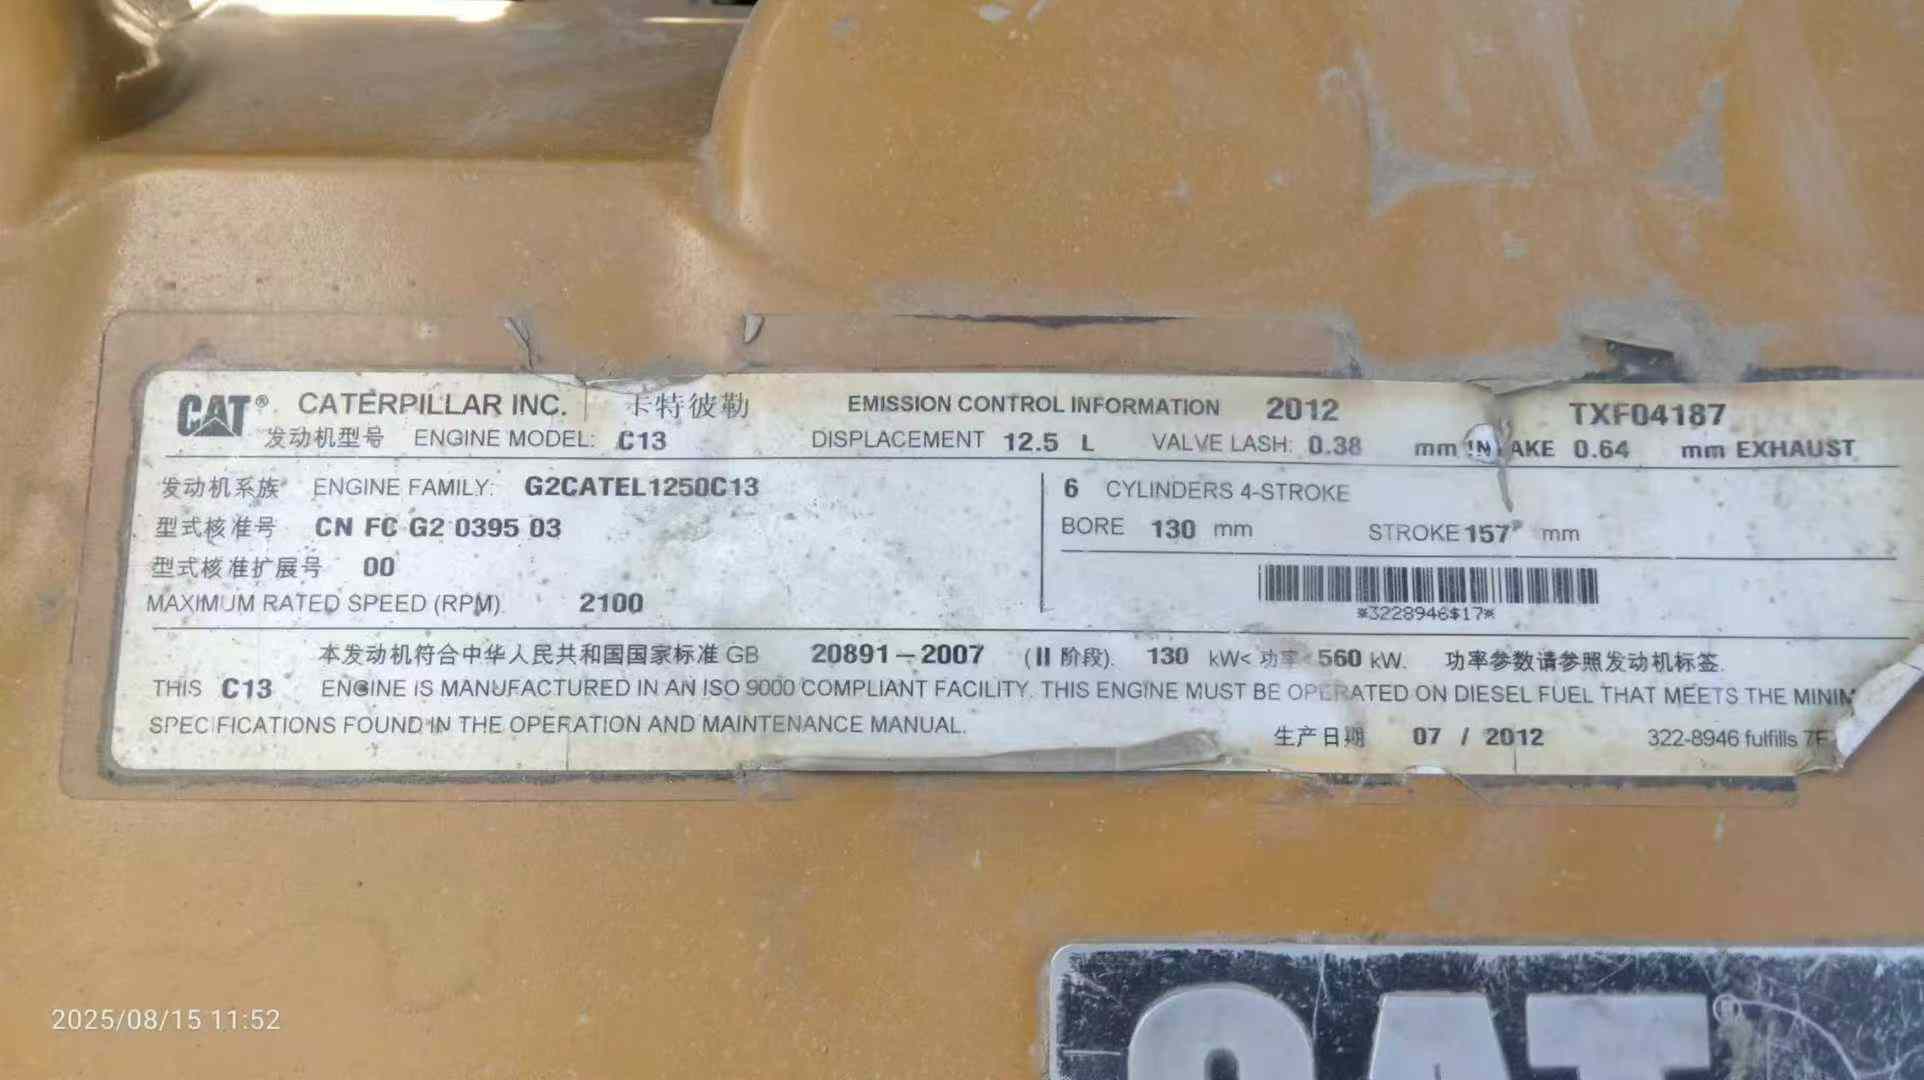 CAT® CATERPILLAR INC. 卡特彼勒 EMISSION CONTROL INFORMATION 2012 TXF04187
发动机型号 ENGINE MODEL: C13 DISPLACEMENT 12.5 L VALVE LASH: 0.38 mm IN AKE 0.64 mm EXHAUST
发动机系族 ENGINE FAMILY: G2CATEL1250C13
型式核准号 CN FC G2 0395 03
型式核准扩展号 00
MAXIMUM RATED SPEED (RPM) 2100
6 CYLINDERS 4-STROKE
BORE 130 mm STROKE 157 mm
*3228946$17*
本发动机符合中华人民共和国国家标准 GB 20891-2007 (II 阶段). 130 kW< 功率 <560 kW. 功率参数请参照发动机标签.
THIS C13 ENGINE IS MANUFACTURED IN AN ISO 9000 COMPLIANT FACILITY. THIS ENGINE MUST BE OPERATED ON DIESEL FUEL THAT MEETS THE MINIM
SPECIFICATIONS FOUND IN THE OPERATION AND MAINTENANCE MANUAL.
生产日期 07 / 2012 322-8946 fulfills 7E
CAT®
2025/08/15 11:52